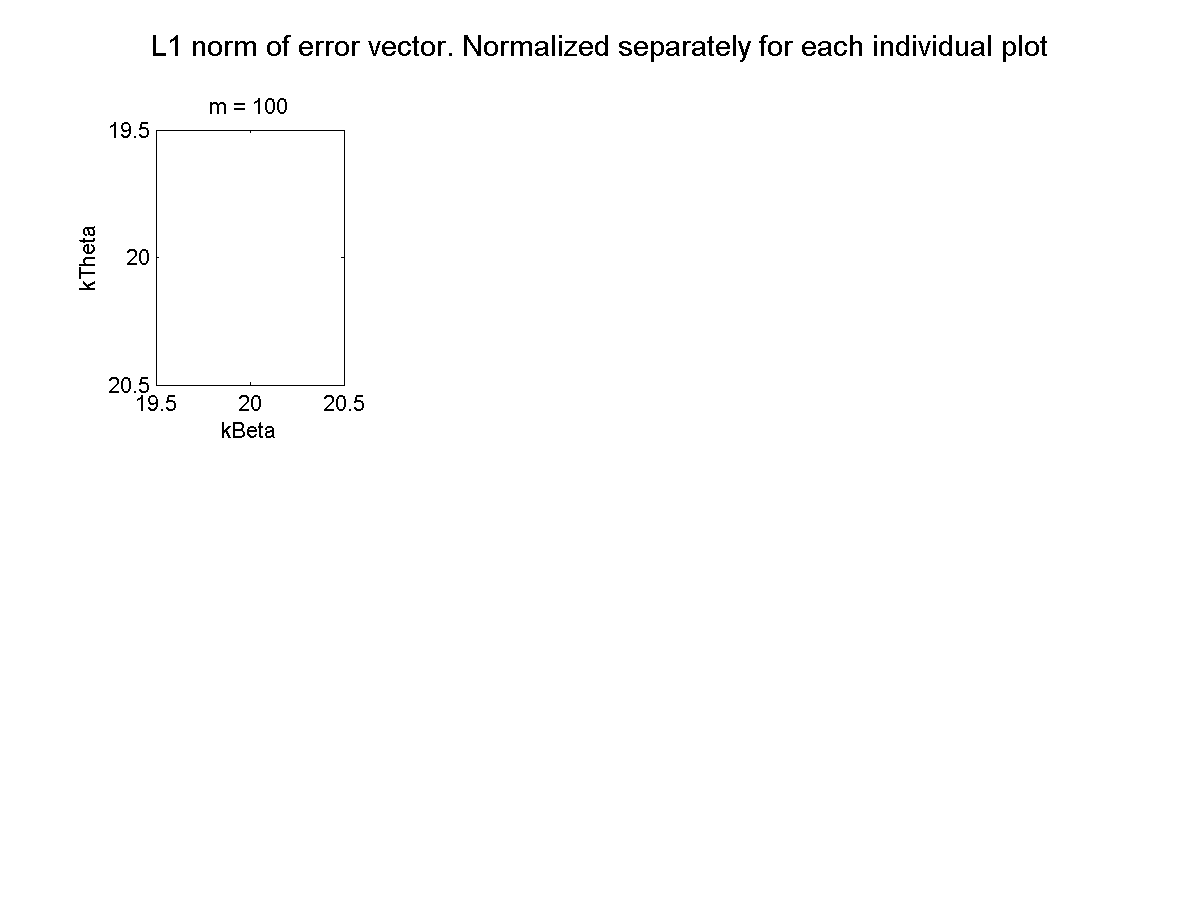 L1 norm of error vector. Normalized separately for each individual plot
m = 100
19.5
kTheta
20
20.5
19.5 20 20.5
kBeta